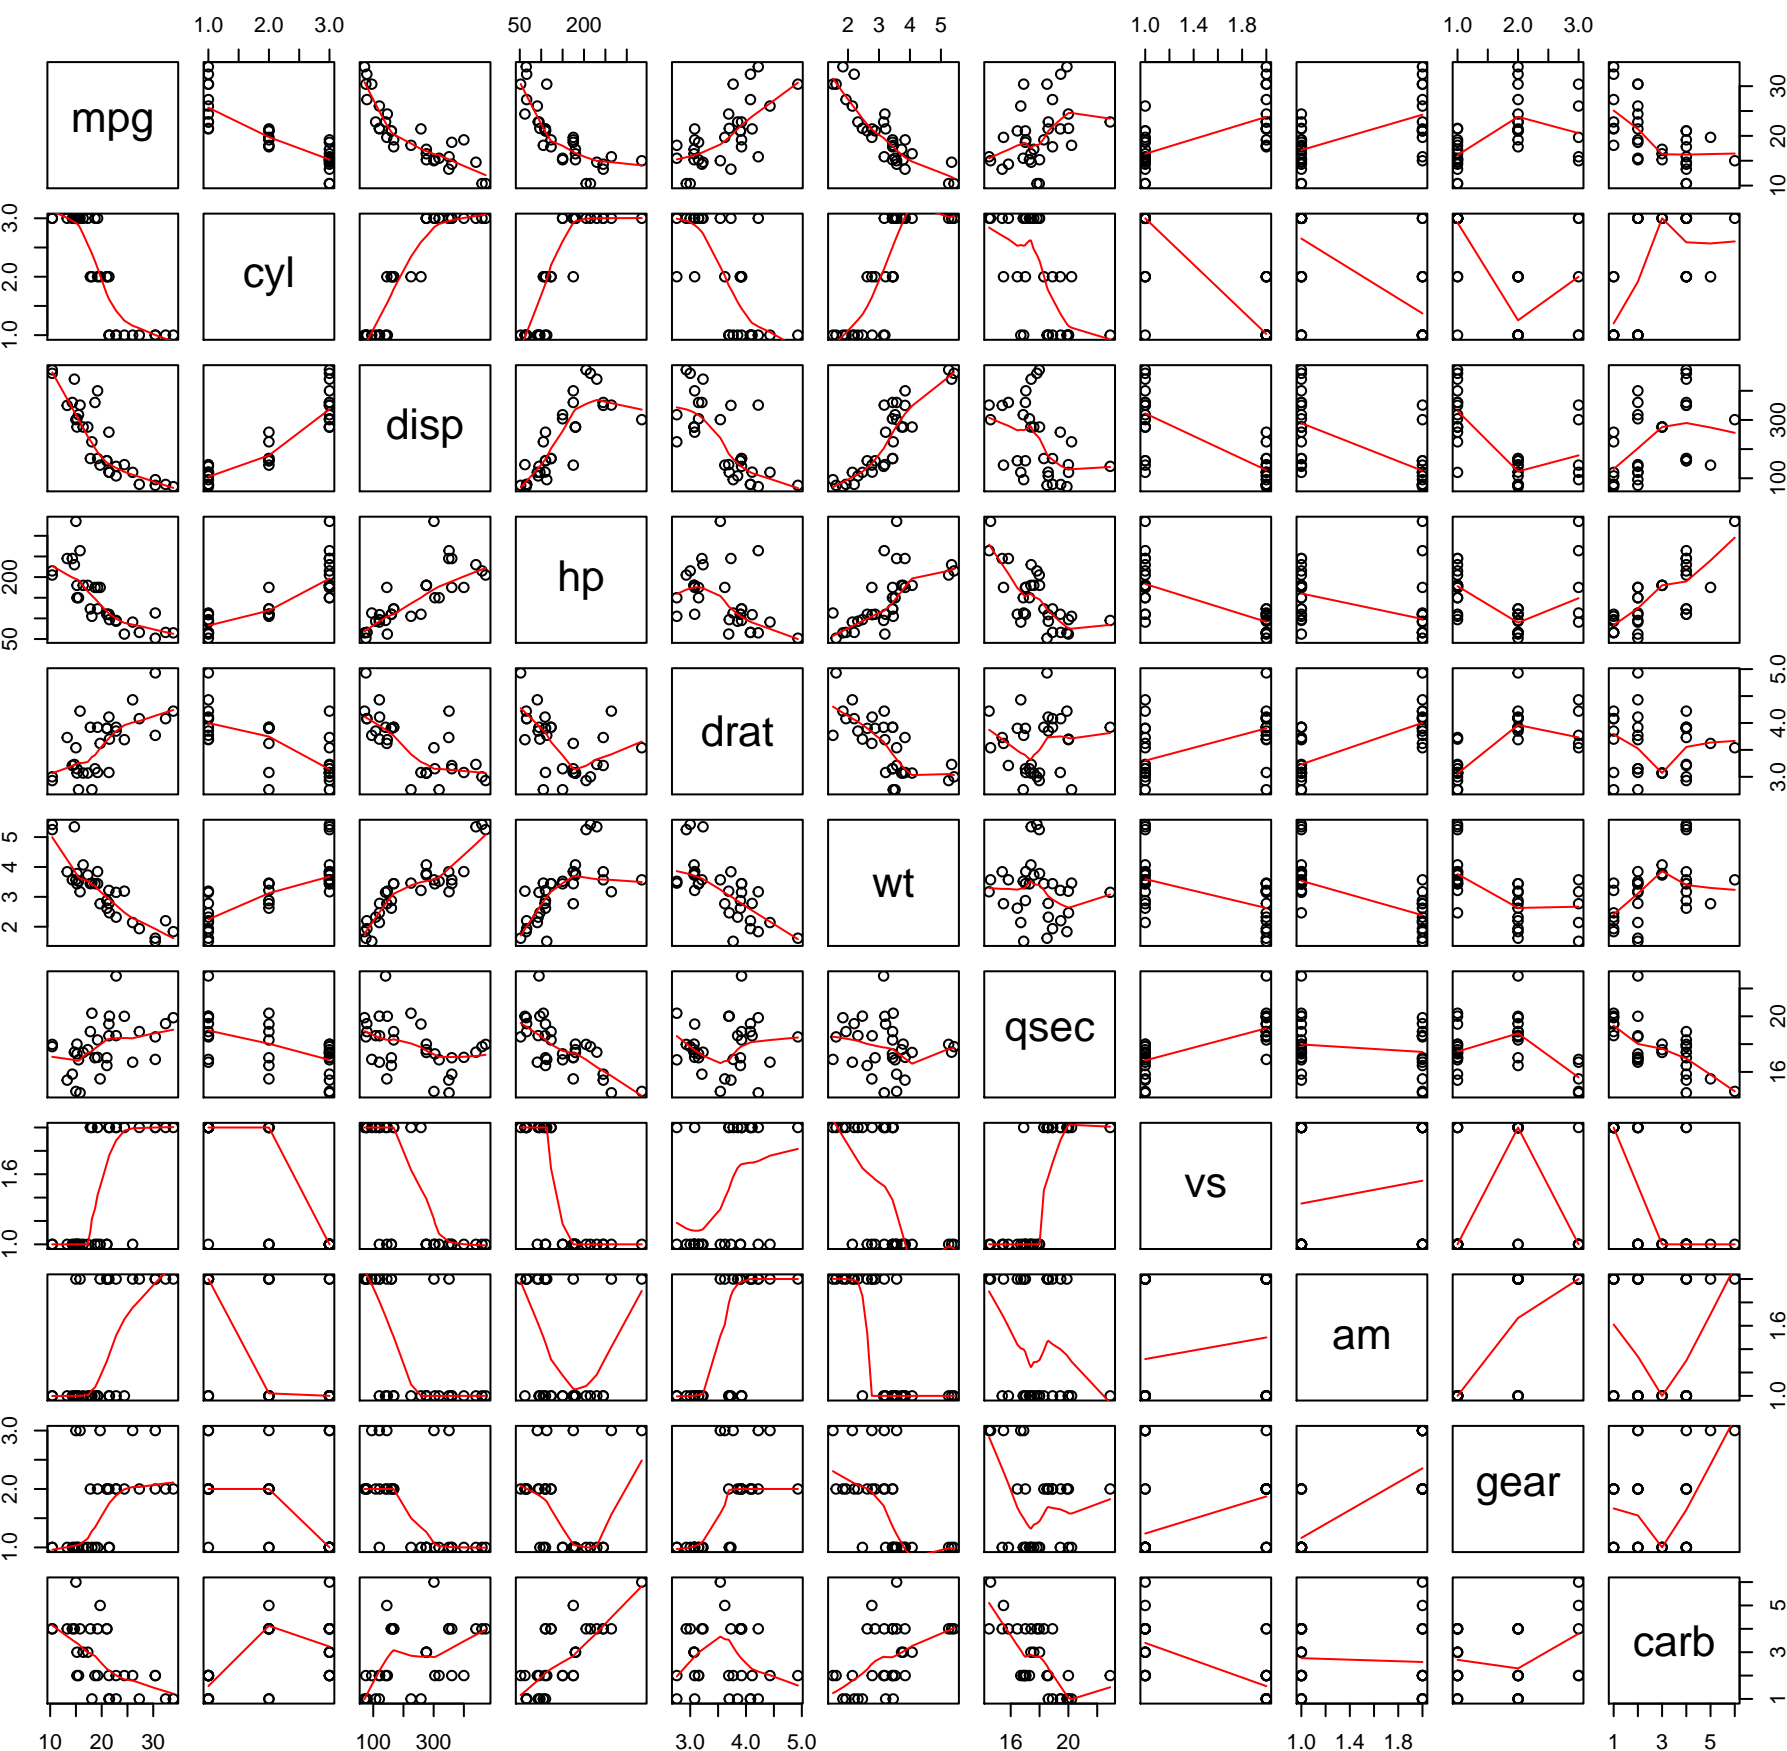 1.0 2.0 3.0 50 200 2 3 4 5 1.0 1.4 1.8 1.0 2.0 3.0
mpg 10 20 30
1.0 2.0 3.0 cyl
disp 100 300
50 200 hp
drat 3.0 4.0 5.0
2 3 4 5 wt
qsec 16 20
1.0 1.6 vs
am 1.0 1.6
1.0 2.0 3.0 gear
carb 1 3 5
10 20 30 100 300 3.0 4.0 5.0 16 20 1.0 1.4 1.8 1 3 5